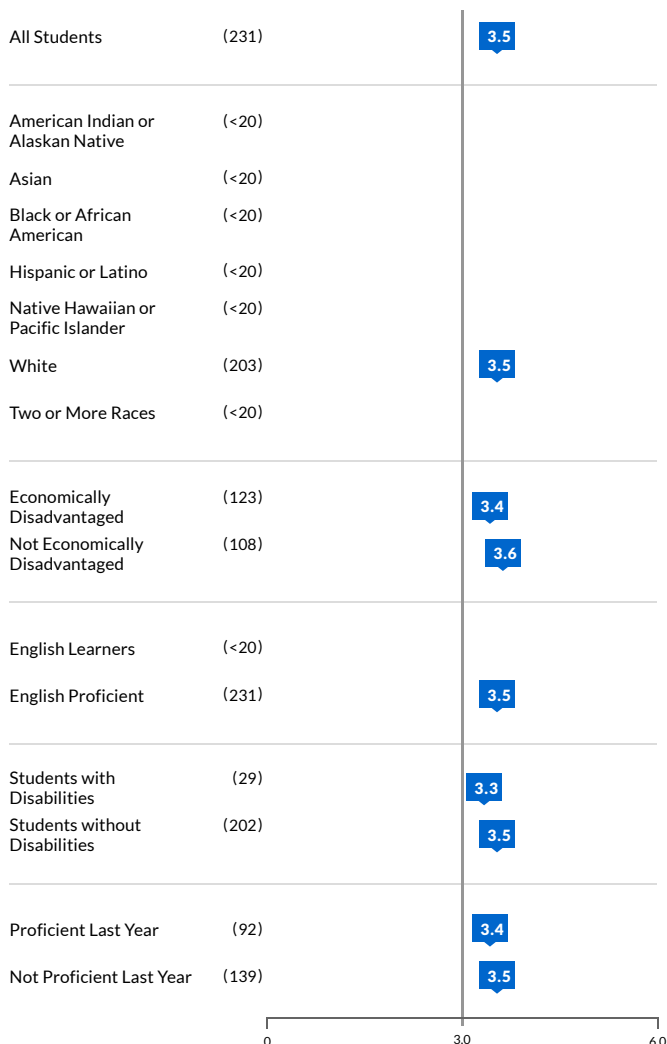 All Students (231) 3.5
American Indian or (<20)
Alaskan Native
Asian (<20)
Black or African (<20)
American
Hispanic or Latino (<20)
Native Hawaiian or (<20)
Pacific Islander
White (203) 3.5
Two or More Races (<20)
Economically (123) 3.4
Disadvantaged
Not Economically (108) 3.6
Disadvantaged
English Learners (<20)
English Proficient (231) 3.5
Students with (29) 3.3
Disabilities
Students without (202) 3.5
Disabilities
Proficient Last Year (92) 3.4
Not Proficient Last Year (139) 3.5
0 3.0 6.0